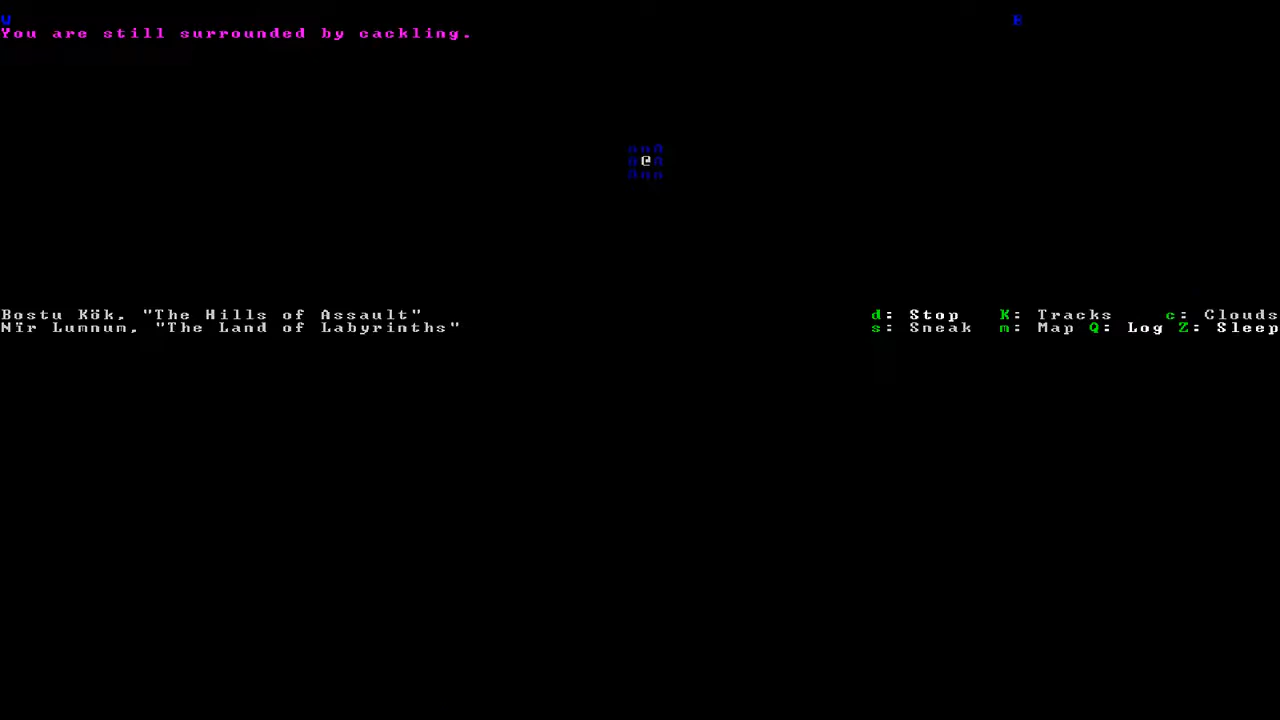 W E
You are still surrounded by cackling.
@
Bostu Kök, "The Hills of Assault" d: Stop K: Tracks c: Clouds
Nïr Lumnum, "The Land of Labyrinths" s: Sneak m: Map Q: Log Z: Sleep